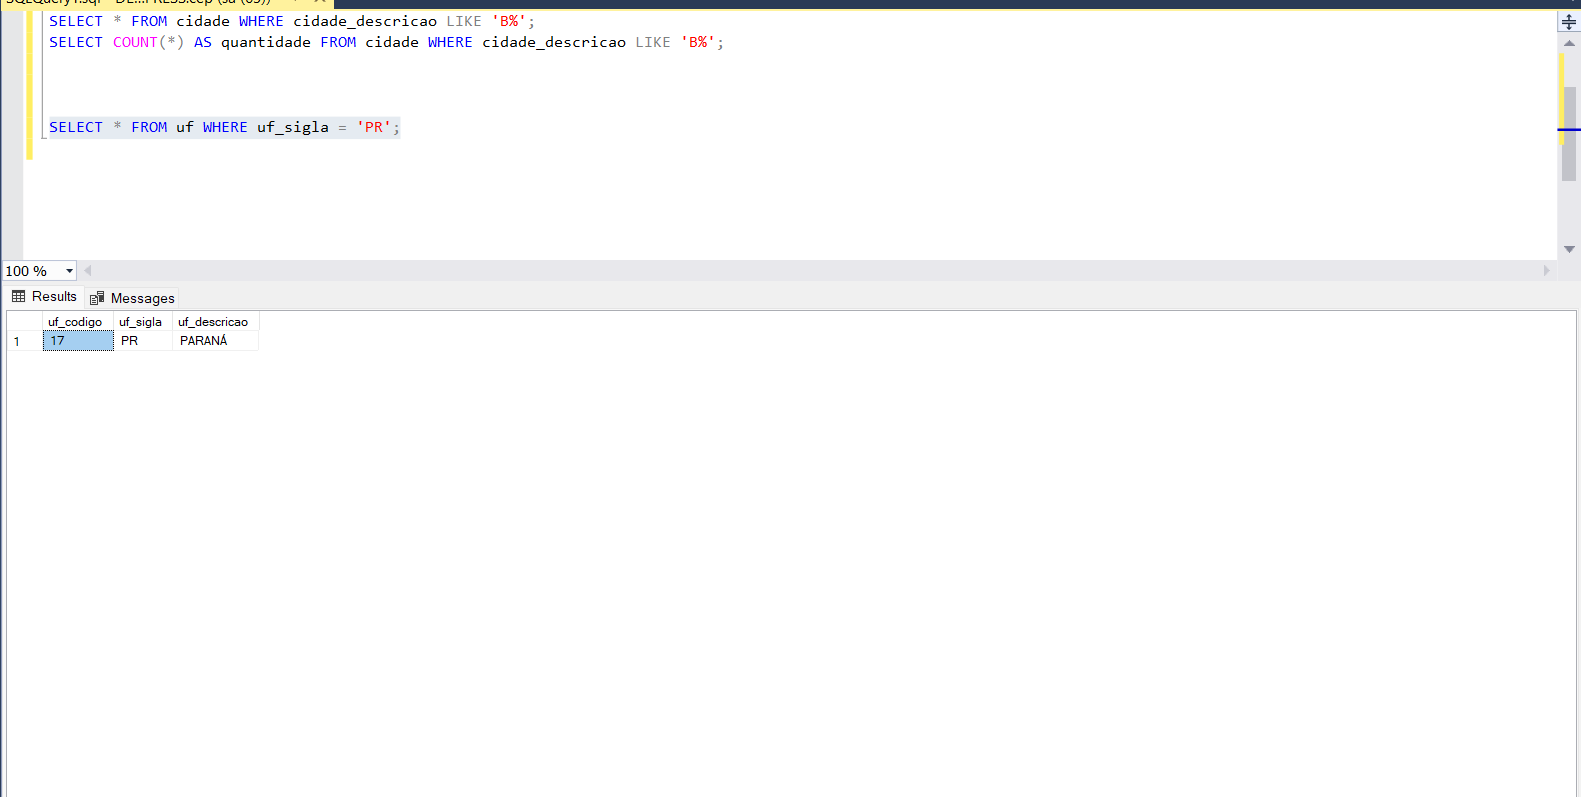 SELECT * FROM cidade WHERE cidade_descricao LIKE 'B%';
SELECT COUNT(*) AS quantidade FROM cidade WHERE cidade_descricao LIKE 'B%';
SELECT * FROM uf WHERE uf_sigla = 'PR';
100 %
Results Messages
uf_codigo uf_sigla uf_descricao
1 17 PR PARANÁ